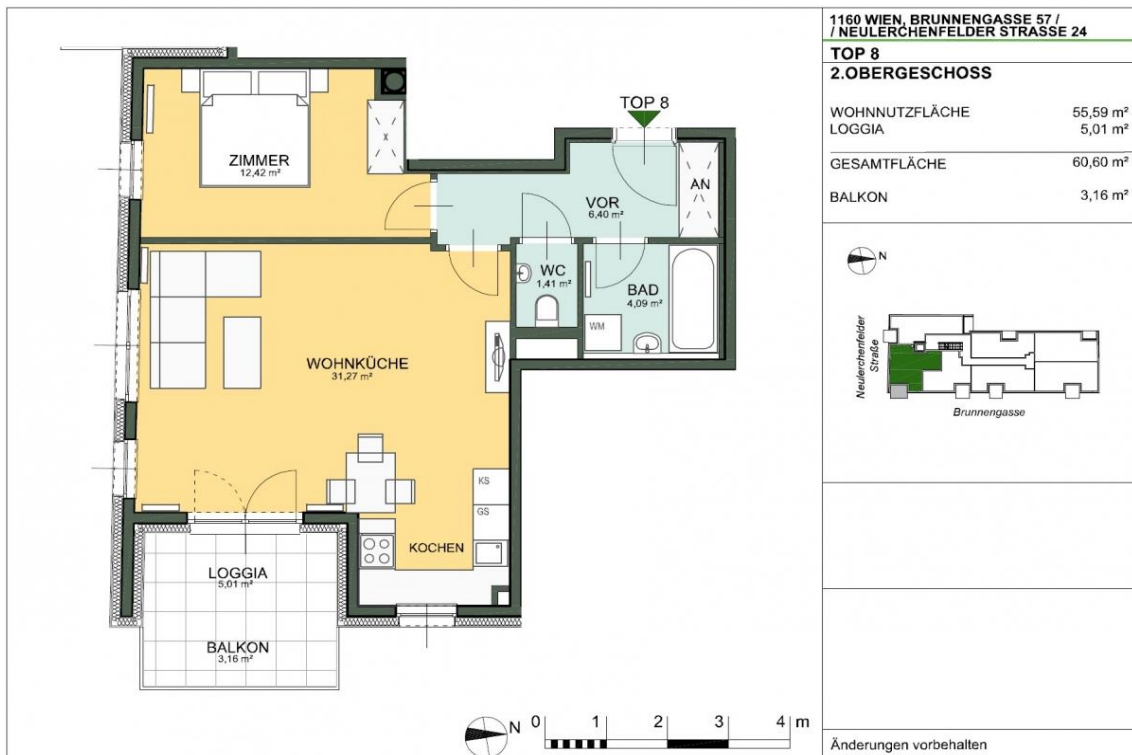 1160 WIEN, BRUNNENGASSE 57 /
/ NEULERCHENFELDER STRASSE 24
TOP 8
2.OBERGESCHOSS
WOHNNUTZFLÄCHE 55,59 m²
LOGGIA 5,01 m²
GESAMTFLÄCHE 60,60 m²
BALKON 3,16 m²
N
Neulerchenfelder
Straße
Brunnengasse
Änderungen vorbehalten
TOP 8
ZIMMER
12,42 m²
X
VOR
6,40 m²
AN
WC
1,41 m²
BAD
4,09 m²
WM
WOHNKÜCHE
31,27 m²
KS
GS
KOCHEN
LOGGIA
5,01 m²
BALKON
3,16 m²
N
0 1 2 3 4 m